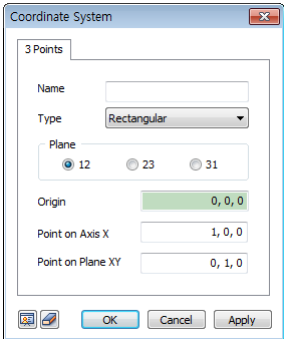 Coordinate System
3 Points
Name
Type Rectangular
Plane
12 23 31
Origin 0, 0, 0
Point on Axis X 1, 0, 0
Point on Plane XY 0, 1, 0
OK Cancel Apply